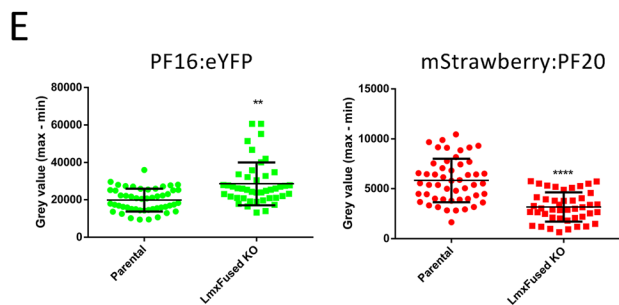 E
PF16:eYFP
Grey value (max - min)
80000
60000
40000
20000
0
**
Parental
LmxFused KO
mStrawberry:PF20
Grey value (max - min)
15000
10000
5000
0
****
Parental
LmxFused KO